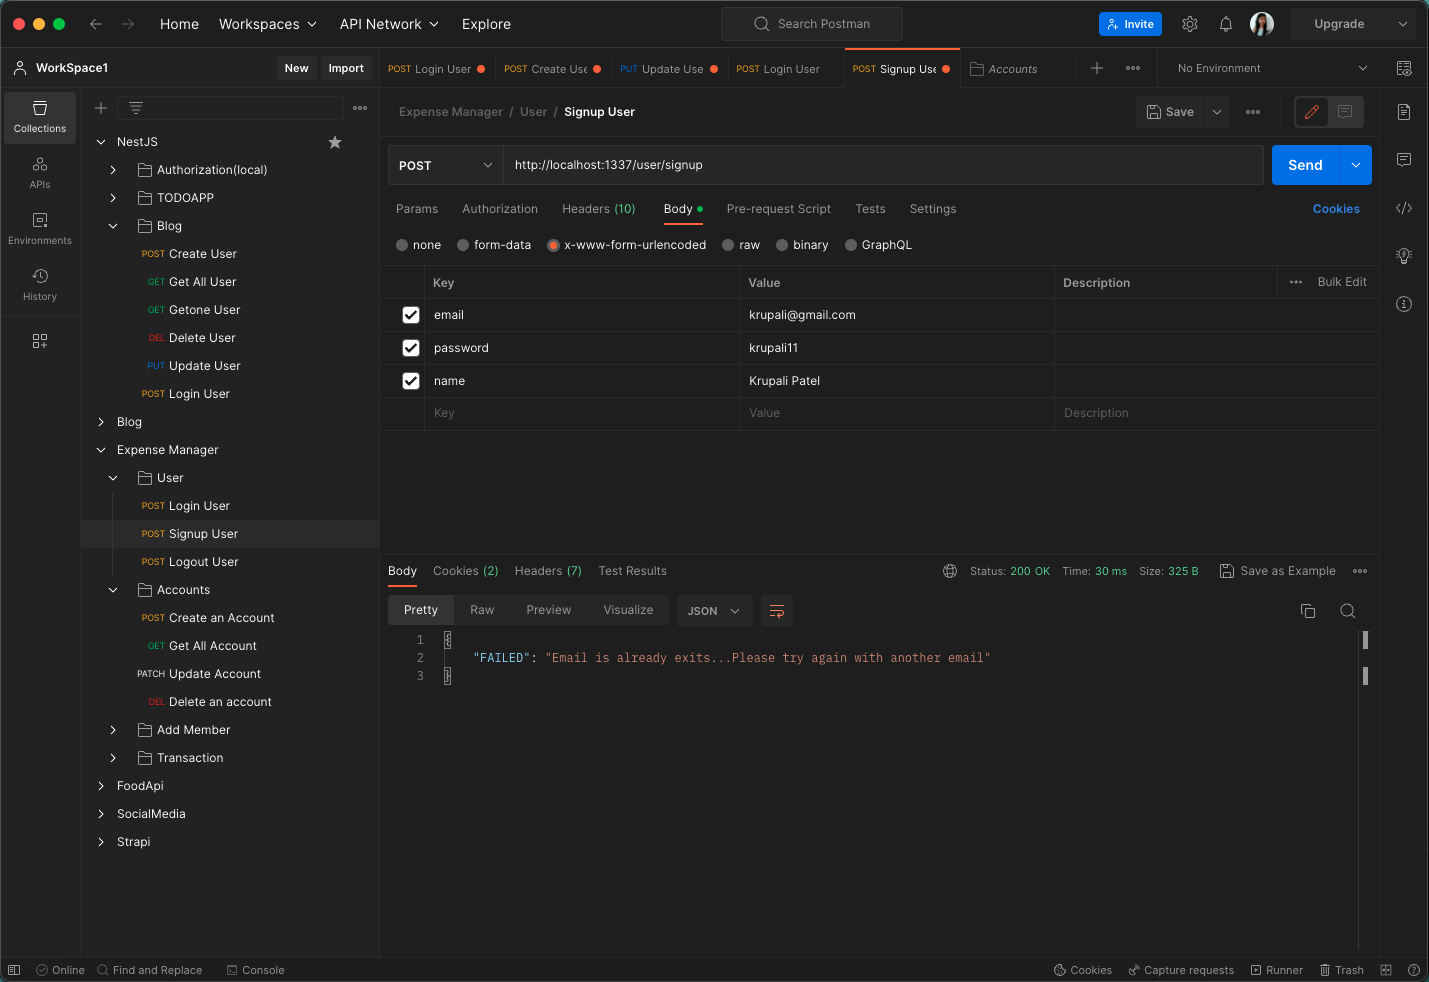 Home Workspaces API Network Explore Search Postman Invite Upgrade
WorkSpace1 New Import POST Login User POST Create Use PUT Update Use POST Login User POST Signup Use Accounts No Environment
Collections
APIs
Environments
History
NestJS
Authorization(local)
TODOAPP
Blog
POST Create User
GET Get All User
GET Getone User
DEL Delete User
PUT Update User
POST Login User
Blog
Expense Manager
User
POST Login User
POST Signup User
POST Logout User
Accounts
POST Create an Account
GET Get All Account
PATCH Update Account
DEL Delete an account
Add Member
Transaction
FoodApi
SocialMedia
Strapi
Expense Manager / User / Signup User Save
POST http://localhost:1337/user/signup Send
Params Authorization Headers (10) Body Pre-request Script Tests Settings Cookies
none form-data x-www-form-urlencoded raw binary GraphQL
Key Value Description Bulk Edit
email krupali@gmail.com
password krupali11
name Krupali Patel
Key Value Description
Body Cookies (2) Headers (7) Test Results Status: 200 OK Time: 30 ms Size: 325 B Save as Example
Pretty Raw Preview Visualize JSON
1 {
2 "FAILED": "Email is already exits...Please try again with another email"
3 }
Online Find and Replace Console Cookies Capture requests Runner Trash